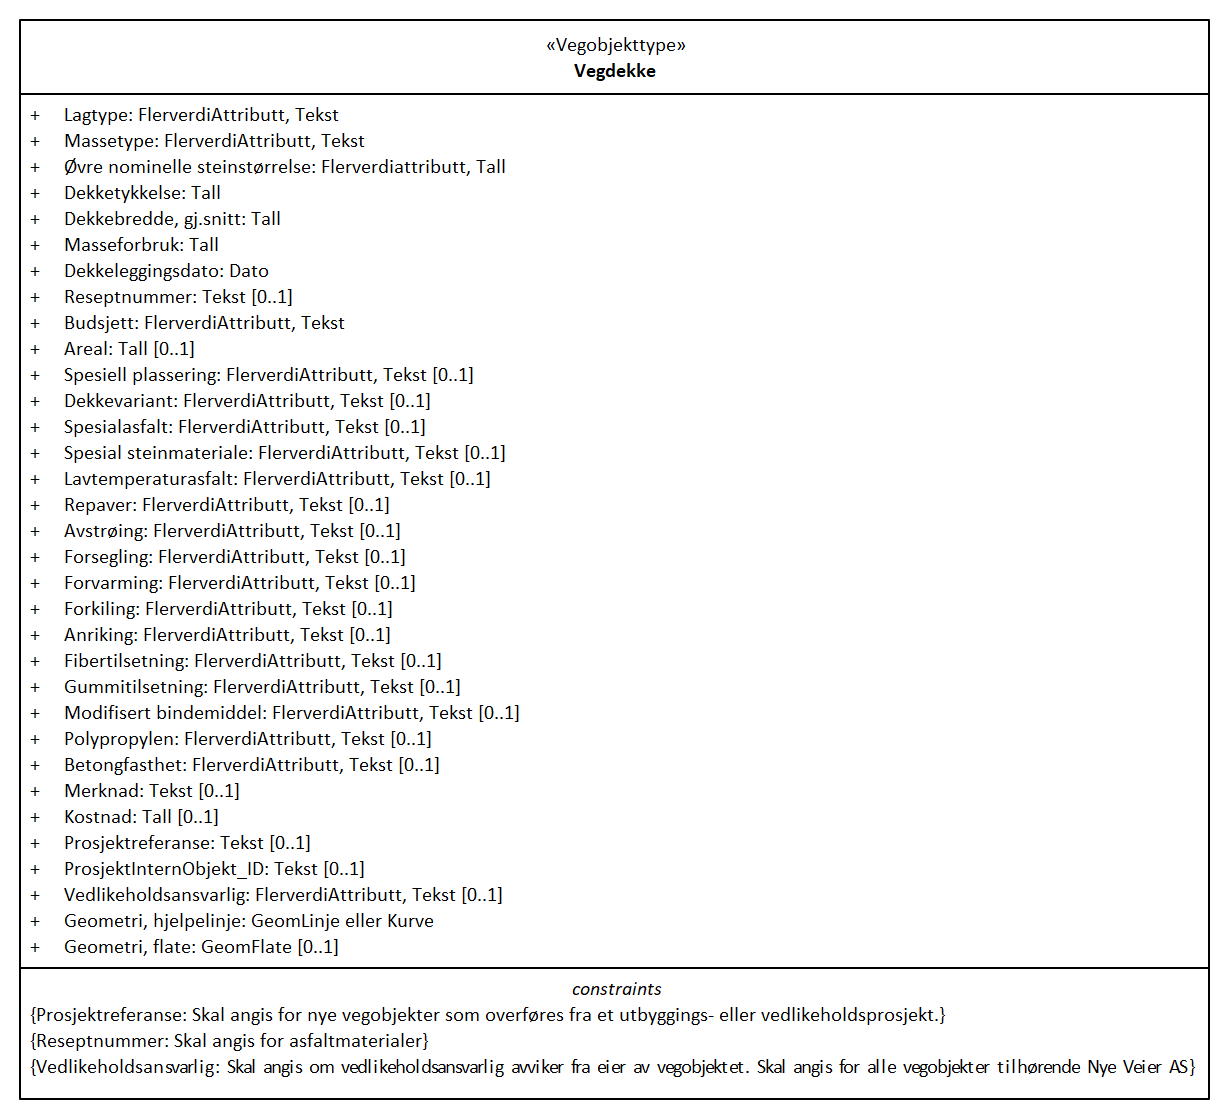 «Vegobjekttype»
Vegdekke
+ Lagtype: FlerverdiAttributt, Tekst
+ Massetype: FlerverdiAttributt, Tekst
+ Øvre nominelle steinstørrelse: Flerverdiattributt, Tall
+ Dekketykkelse: Tall
+ Dekkebredde, gj.snitt: Tall
+ Masseforbruk: Tall
+ Dekkeleggingsdato: Dato
+ Reseptnummer: Tekst [0..1]
+ Budsjett: FlerverdiAttributt, Tekst
+ Areal: Tall [0..1]
+ Spesiell plassering: FlerverdiAttributt, Tekst [0..1]
+ Dekkevariant: FlerverdiAttributt, Tekst [0..1]
+ Spesialasfalt: FlerverdiAttributt, Tekst [0..1]
+ Spesial steinmateriale: FlerverdiAttributt, Tekst [0..1]
+ Lavtemperaturasfalt: FlerverdiAttributt, Tekst [0..1]
+ Repaver: FlerverdiAttributt, Tekst [0..1]
+ Avstrøing: FlerverdiAttributt, Tekst [0..1]
+ Forsegling: FlerverdiAttributt, Tekst [0..1]
+ Forvarming: FlerverdiAttributt, Tekst [0..1]
+ Forkiling: FlerverdiAttributt, Tekst [0..1]
+ Anriking: FlerverdiAttributt, Tekst [0..1]
+ Fibertilsetning: FlerverdiAttributt, Tekst [0..1]
+ Gummitilsetning: FlerverdiAttributt, Tekst [0..1]
+ Modifisert bindemiddel: FlerverdiAttributt, Tekst [0..1]
+ Polypropylen: FlerverdiAttributt, Tekst [0..1]
+ Betongfasthet: FlerverdiAttributt, Tekst [0..1]
+ Merknad: Tekst [0..1]
+ Kostnad: Tall [0..1]
+ Prosjektreferanse: Tekst [0..1]
+ ProsjektInternObjekt_ID: Tekst [0..1]
+ Vedlikeholdsansvarlig: FlerverdiAttributt, Tekst [0..1]
+ Geometri, hjelpelinje: GeomLinje eller Kurve
+ Geometri, flate: GeomFlate [0..1]
constraints
{Prosjektreferanse: Skal angis for nye vegobjekter som overføres fra et utbyggings- eller vedlikeholdsprosjekt.}
{Reseptnummer: Skal angis for asfaltmaterialer}
{Vedlikeholdsansvarlig: Skal angis om vedlikeholdsansvarlig avviker fra eier av vegobjektet. Skal angis for alle vegobjekter tilhørende Nye Veier AS}